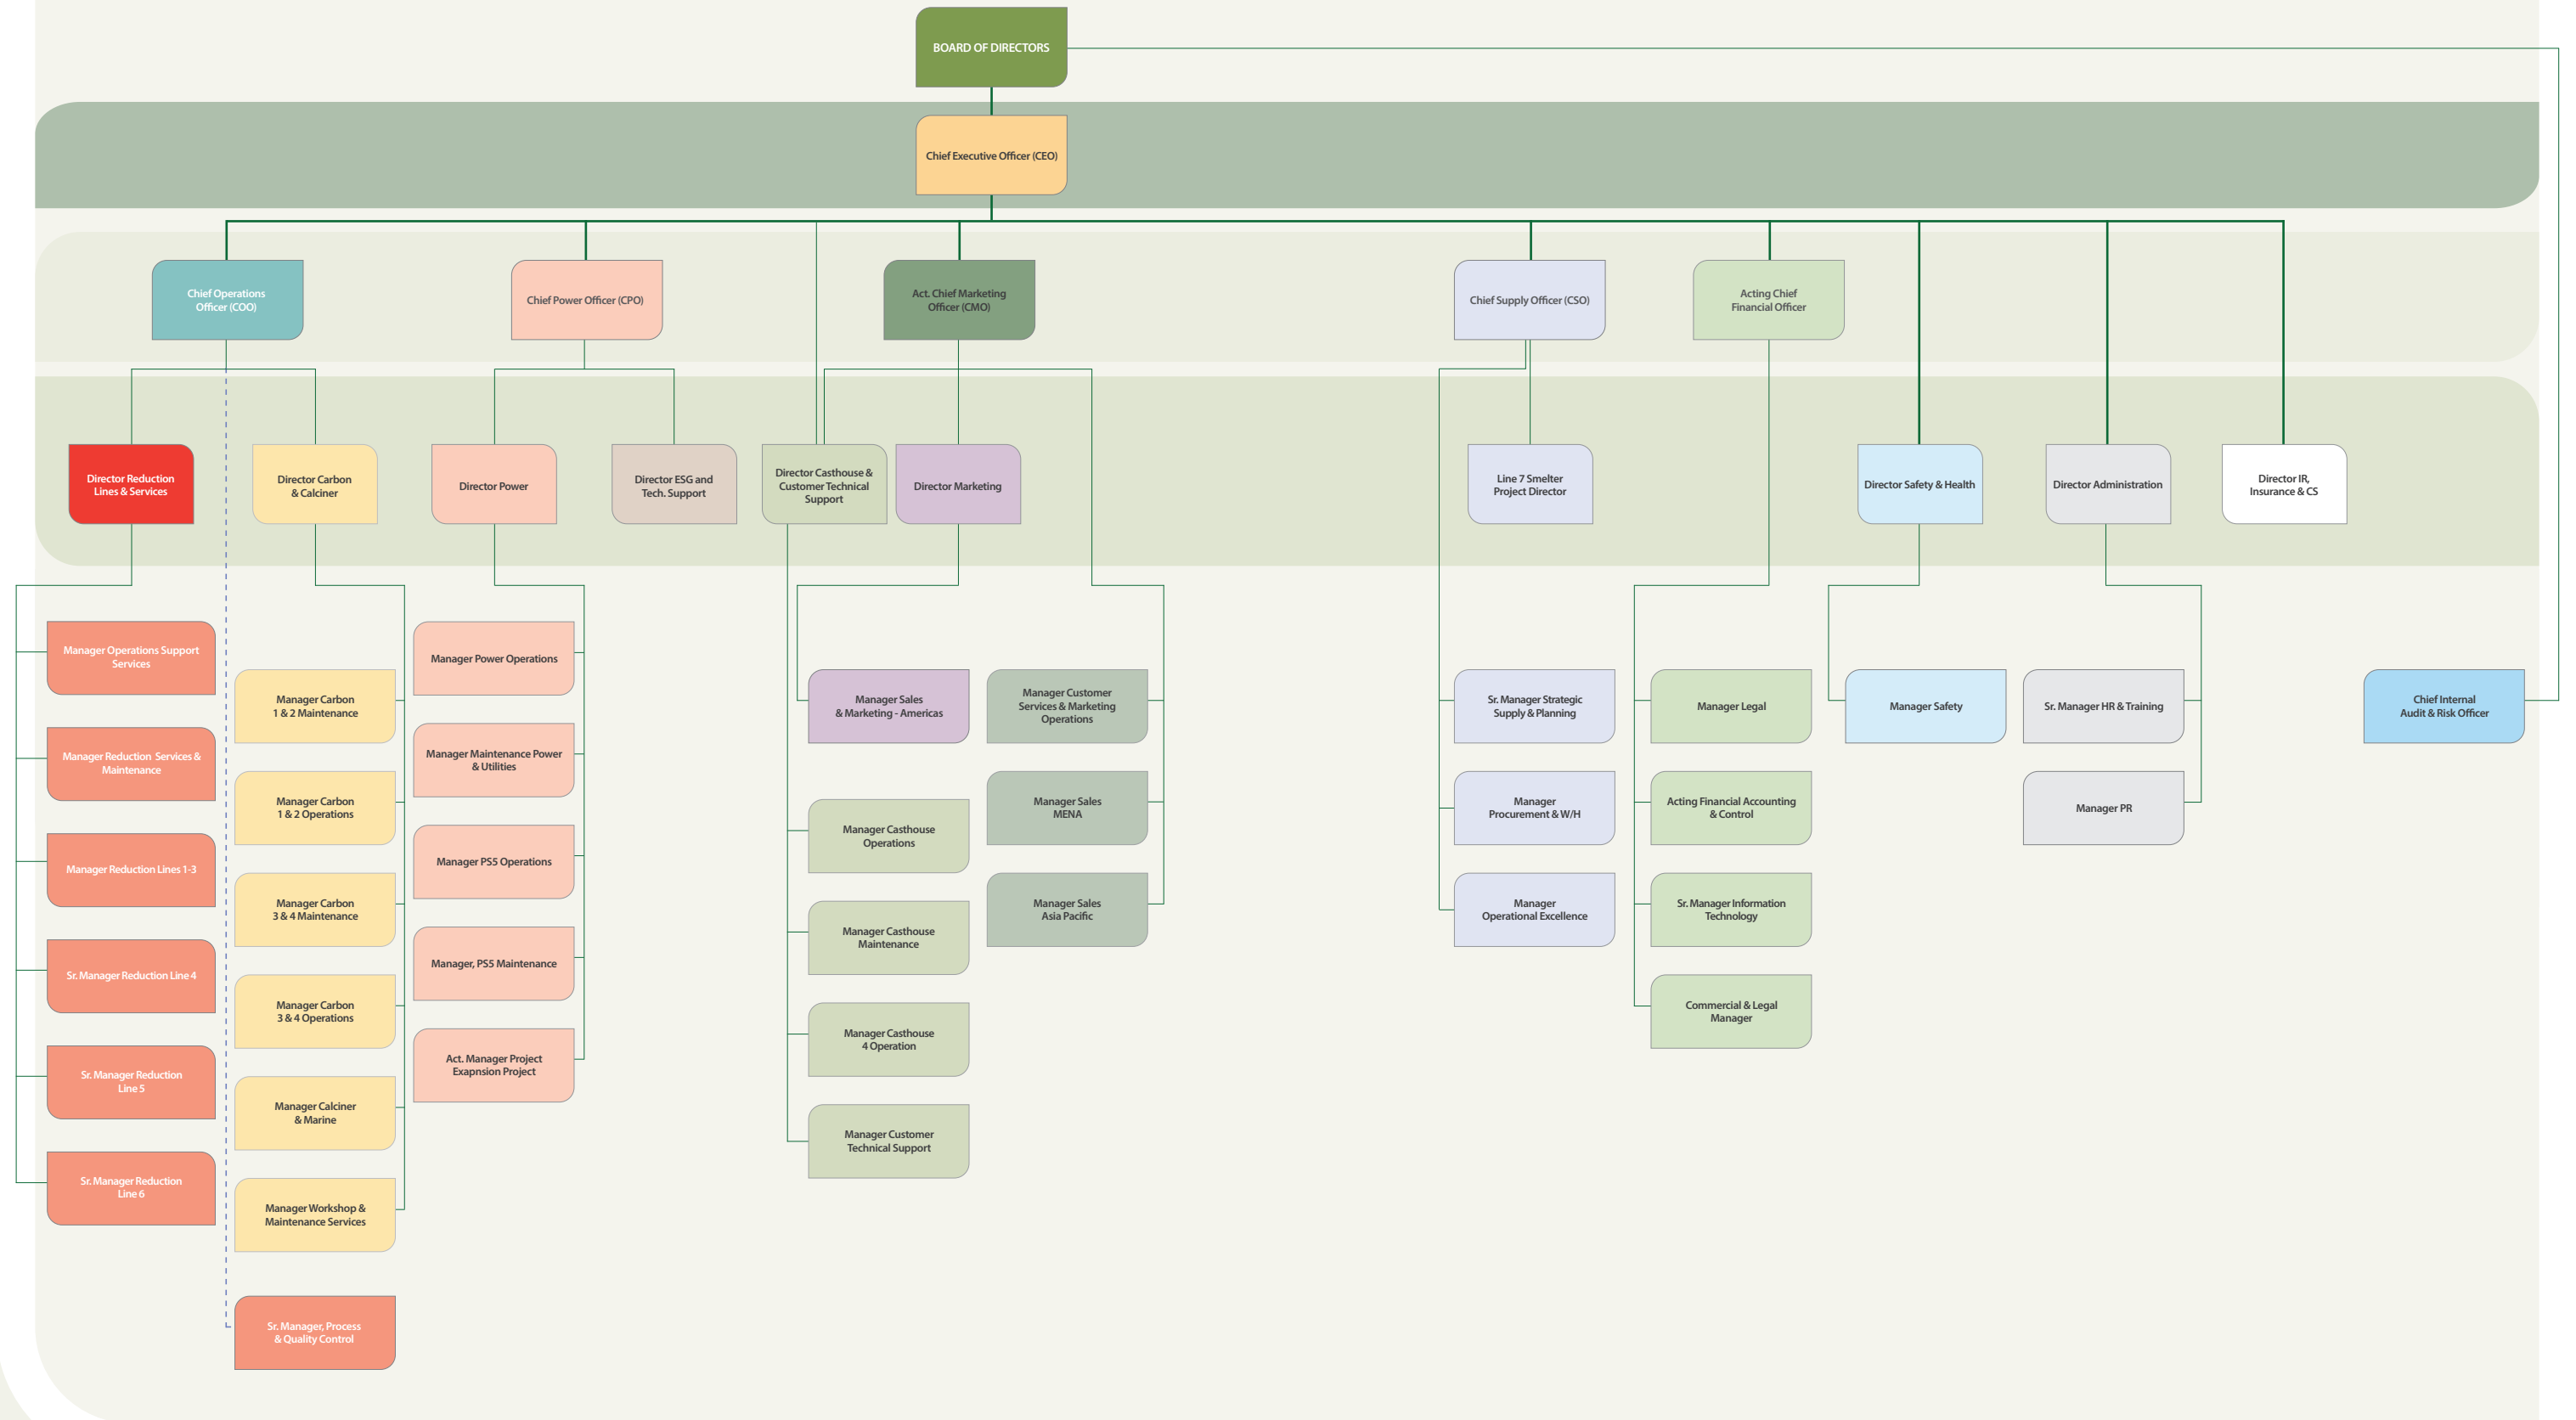 BOARD OF DIRECTORS
Chief Executive Officer (CEO)
Chief Operations
Officer (COO)
Chief Power Officer (CPO)
Act. Chief Marketing
Officer (CMO)
Chief Supply Officer (CSO)
Acting Chief
Financial Officer
Director Reduction
Lines & Services
Director Carbon
& Calciner
Director Power
Director ESG and
Tech. Support
Director Casthouse &
Customer Technical
Support
Director Marketing
Line 7 Smelter
Project Director
Director Safety & Health
Director Administration
Director IR,
Insurance & CS
Manager Operations Support
Services
Manager Reduction Services &
Maintenance
Manager Reduction Lines 1-3
Sr. Manager Reduction Line 4
Sr. Manager Reduction
Line 5
Sr. Manager Reduction
Line 6
Manager Carbon
1 & 2 Maintenance
Manager Carbon
1 & 2 Operations
Manager Carbon
3 & 4 Maintenance
Manager Carbon
3 & 4 Operations
Manager Calciner
& Marine
Manager Workshop &
Maintenance Services
Sr. Manager, Process
& Quality Control
Manager Power Operations
Manager Maintenance Power
& Utilities
Manager PS5 Operations
Manager, PS5 Maintenance
Act. Manager Project
Exapnsion Project
Manager Sales
& Marketing - Americas
Manager Casthouse
Operations
Manager Casthouse
Maintenance
Manager Casthouse
4 Operation
Manager Customer
Technical Support
Manager Customer
Services & Marketing
Operations
Manager Sales
MENA
Manager Sales
Asia Pacific
Sr. Manager Strategic
Supply & Planning
Manager
Procurement & W/H
Manager
Operational Excellence
Manager Legal
Acting Financial Accounting
& Control
Sr. Manager Information
Technology
Commercial & Legal
Manager
Manager Safety
Sr. Manager HR & Training
Manager PR
Chief Internal
Audit & Risk Officer